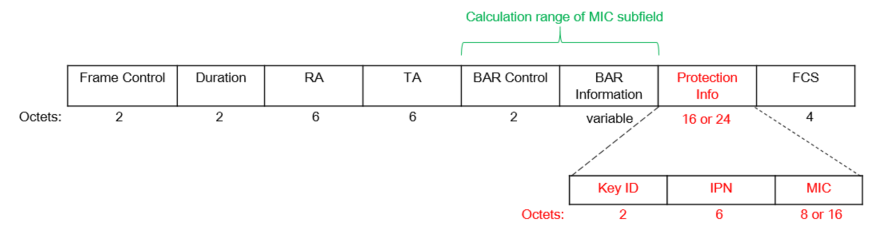 Calculation range of MIC subfield
Frame Control Duration RA TA BAR Control BAR Information Protection Info FCS
Octets: 2 2 6 6 2 variable 16 or 24 4
Key ID IPN MIC
Octets: 2 6 8 or 16